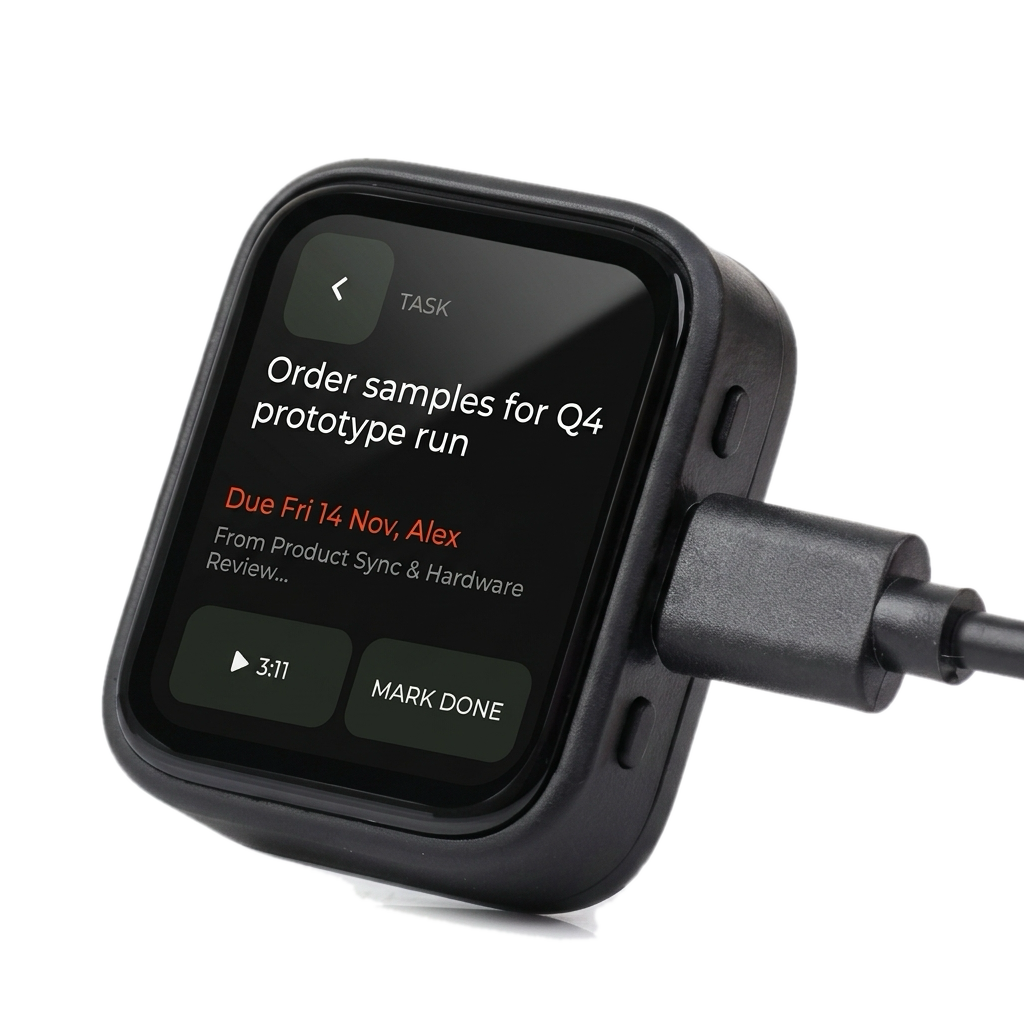 TASK
Order samples for Q4
prototype run
Due Fri 14 Nov, Alex
From Product Sync & Hardware
Review...
3:11
MARK DONE